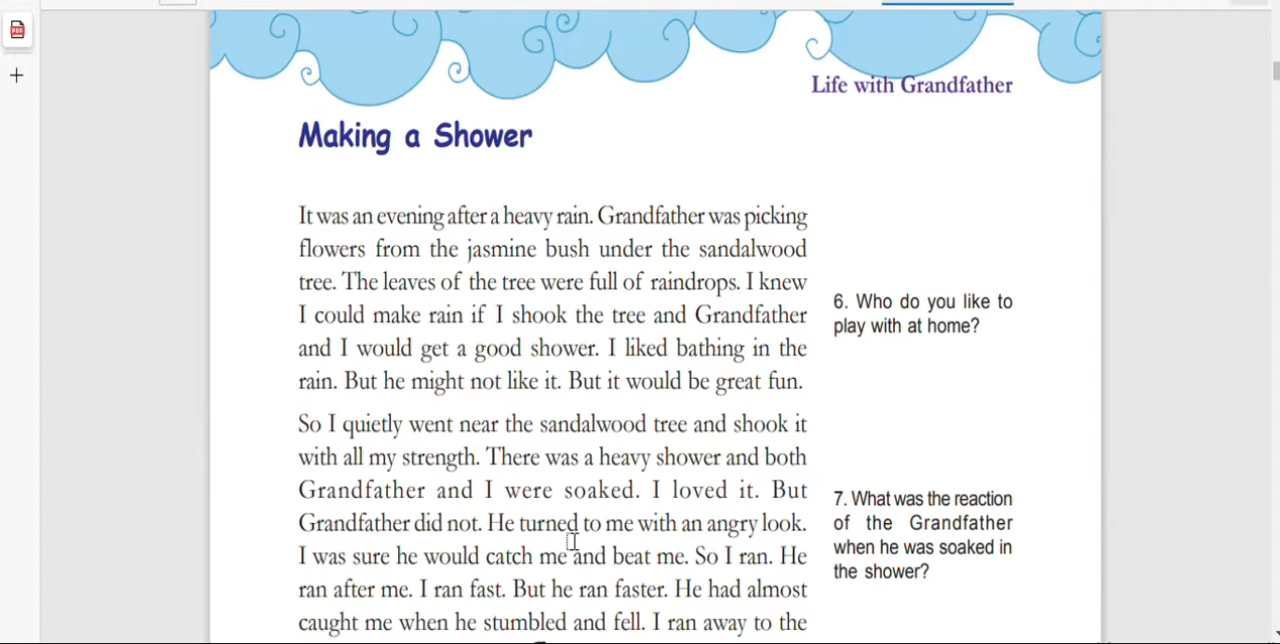 Life with Grandfather
Making a Shower
It was an evening after a heavy rain. Grandfather was picking
flowers from the jasmine bush under the sandalwood
tree. The leaves of the tree were full of raindrops. I knew
I could make rain if I shook the tree and Grandfather
and I would get a good shower. I liked bathing in the
rain. But he might not like it. But it would be great fun.
6. Who do you like to
play with at home?
So I quietly went near the sandalwood tree and shook it
with all my strength. There was a heavy shower and both
Grandfather and I were soaked. I loved it. But
Grandfather did not. He turned to me with an angry look.
I was sure he would catch me and beat me. So I ran. He
ran after me. I ran fast. But he ran faster. He had almost
caught me when he stumbled and fell. I ran away to the
7. What was the reaction
of the Grandfather
when he was soaked in
the shower?
PDF